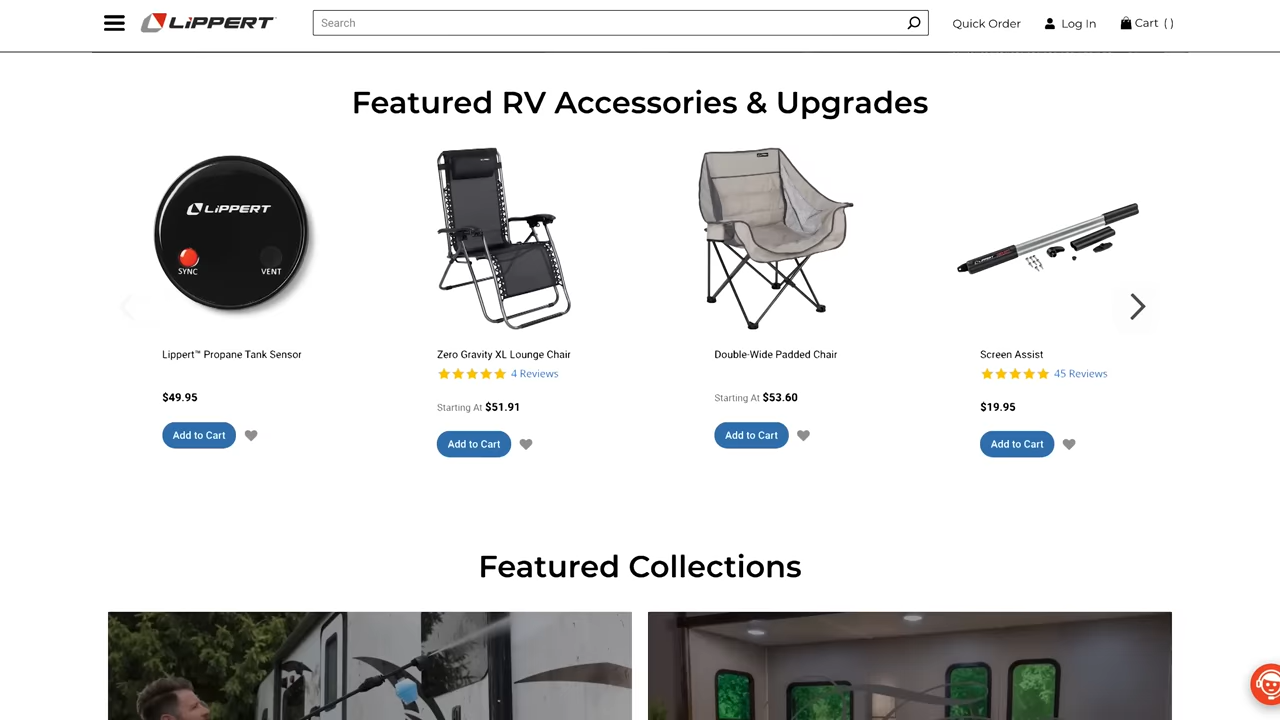 LIPPERT
Search
Quick Order
Log In
Cart ( )
Featured RV Accessories & Upgrades
LIPPERT
SYNC
VENT
Lippert™ Propane Tank Sensor
$49.95
Add to Cart
Zero Gravity XL Lounge Chair
4 Reviews
Starting At $51.91
Add to Cart
Double-Wide Padded Chair
Starting At $53.60
Add to Cart
Screen Assist
45 Reviews
$19.95
Add to Cart
Featured Collections